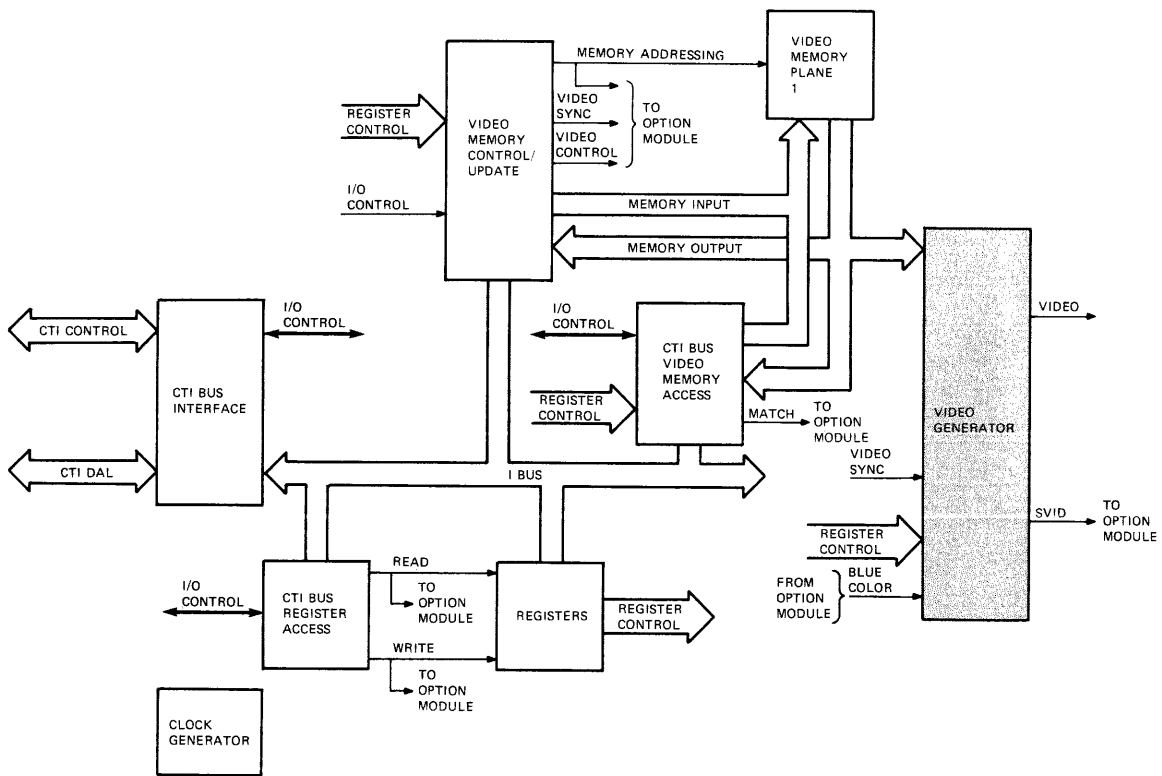 MEMORY ADDRESSING
VIDEO
MEMORY
PLANE
1
REGISTER
CONTROL
VIDEO
MEMORY
CONTROL/
UPDATE
VIDEO
SYNC
VIDEO
CONTROL
TO
OPTION
MODULE
I/O
CONTROL
MEMORY INPUT
MEMORY OUTPUT
CTI CONTROL
CTI BUS
INTERFACE
I/O
CONTROL
CTI DAL
I/O
CONTROL
CTI BUS
VIDEO
MEMORY
ACCESS
REGISTER
CONTROL
MATCH
TO
OPTION
MODULE
I BUS
VIDEO
GENERATOR
VIDEO
VIDEO
SYNC
SVID
TO
OPTION
MODULE
REGISTER
CONTROL
FROM
OPTION
MODULE
BLUE
COLOR
I/O
CONTROL
CTI BUS
REGISTER
ACCESS
READ
TO
OPTION
MODULE
WRITE
TO
OPTION
MODULE
REGISTERS
REGISTER
CONTROL
CLOCK
GENERATOR